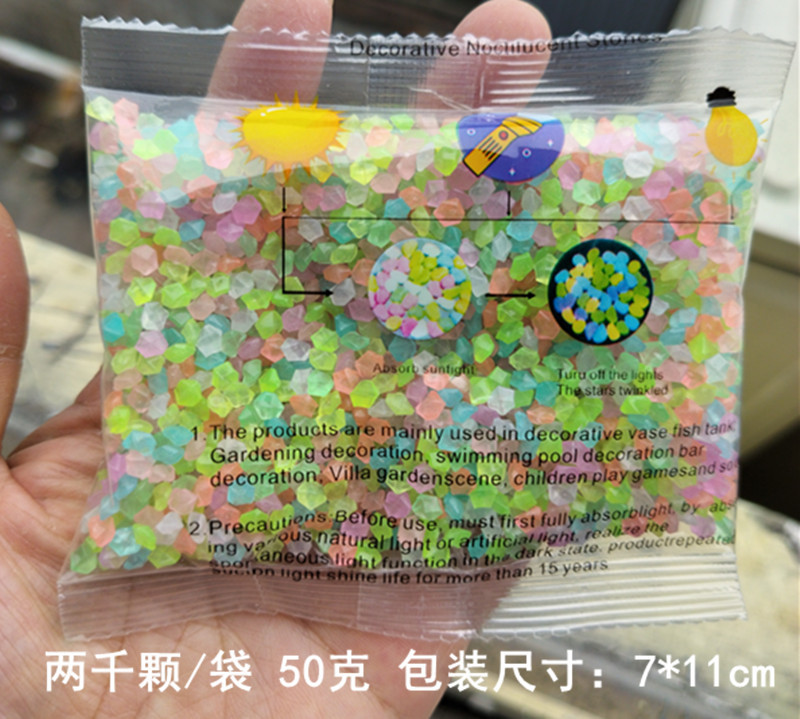 Decorative Noctilucent Stones
Absorb sunlight
Turu off the lights
The stars twinkled
1.The products are mainly used in decorative vase fish tank
Gardening decoration, swimming pool decoration bar
decoration, Villa gardenscene, children play gamesand so
2.Precautions:Before use, must first fully absorblight, by abs
ing various natural light or artificial light, realize the
spontaneous light function in the dark state. productrepeated
light shine life for more than 15 years
两千颗/袋 50克 包装尺寸：7*11cm